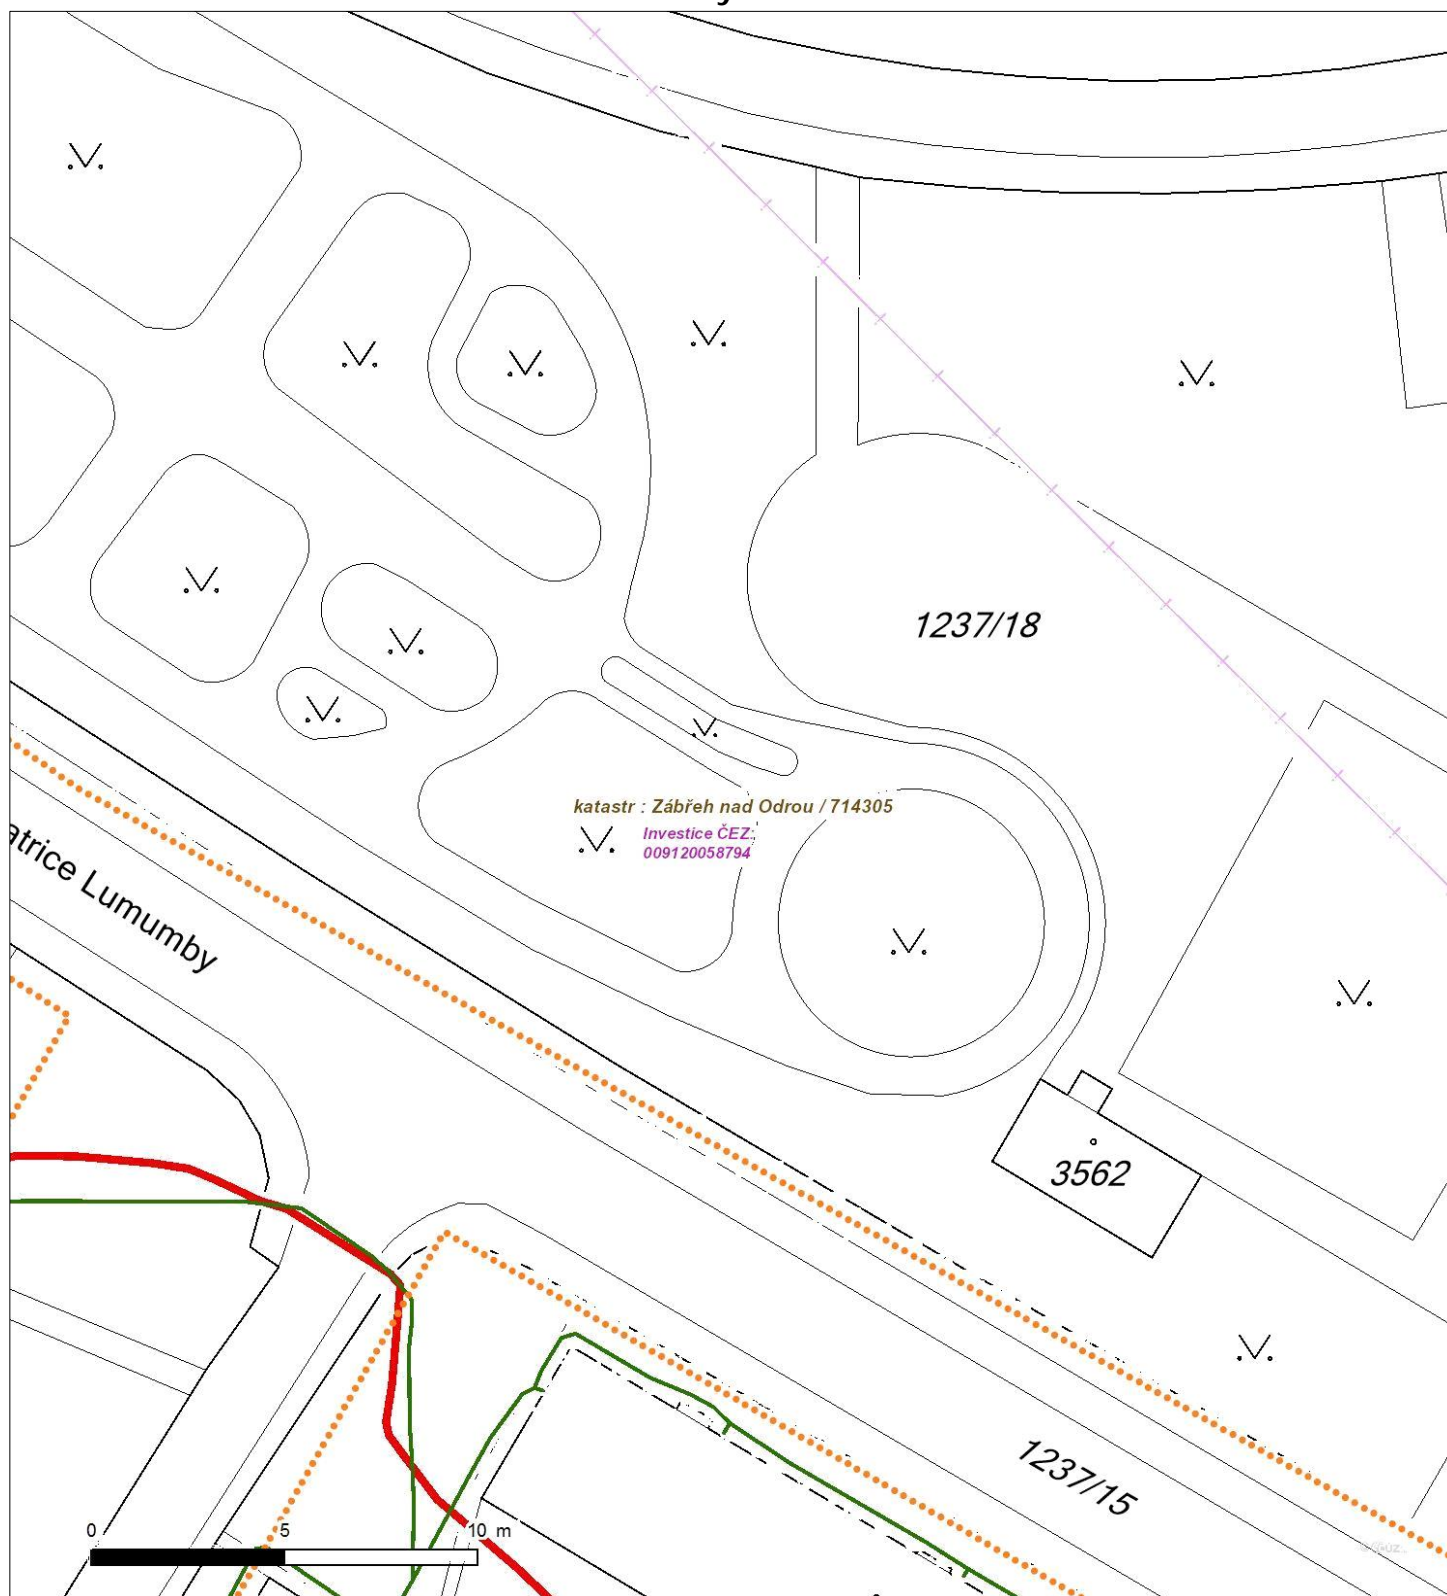 1237/18
katastr : Zábřeh nad Odrou / 714305
Investice ČEZ:
009120058794
atrice Lumumby
3562
1237/15
0 5 10 m